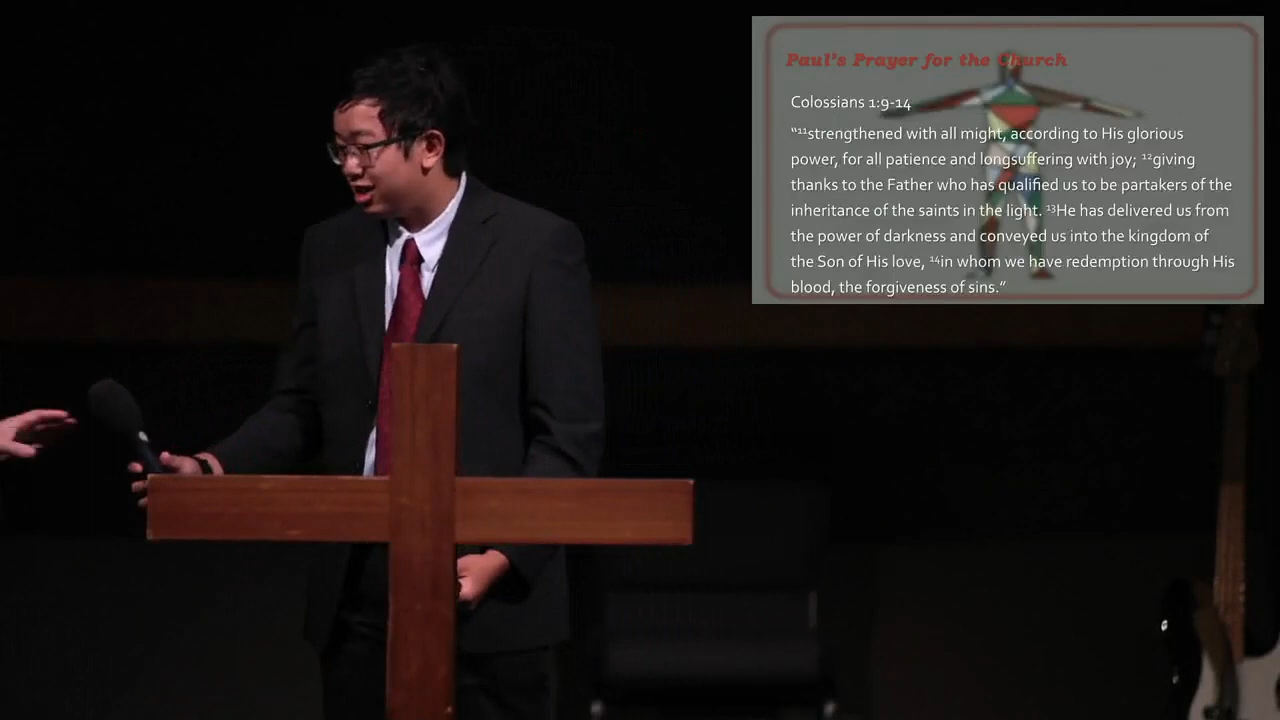 Paul's Prayer for the Church
Colossians 1:9-14
“¹¹strengthened with all might, according to His glorious
power, for all patience and longsuffering with joy; ¹²giving
thanks to the Father who has qualified us to be partakers of the
inheritance of the saints in the light. ¹³He has delivered us from
the power of darkness and conveyed us into the kingdom of
the Son of His love, ¹⁴in whom we have redemption through His
blood, the forgiveness of sins.”